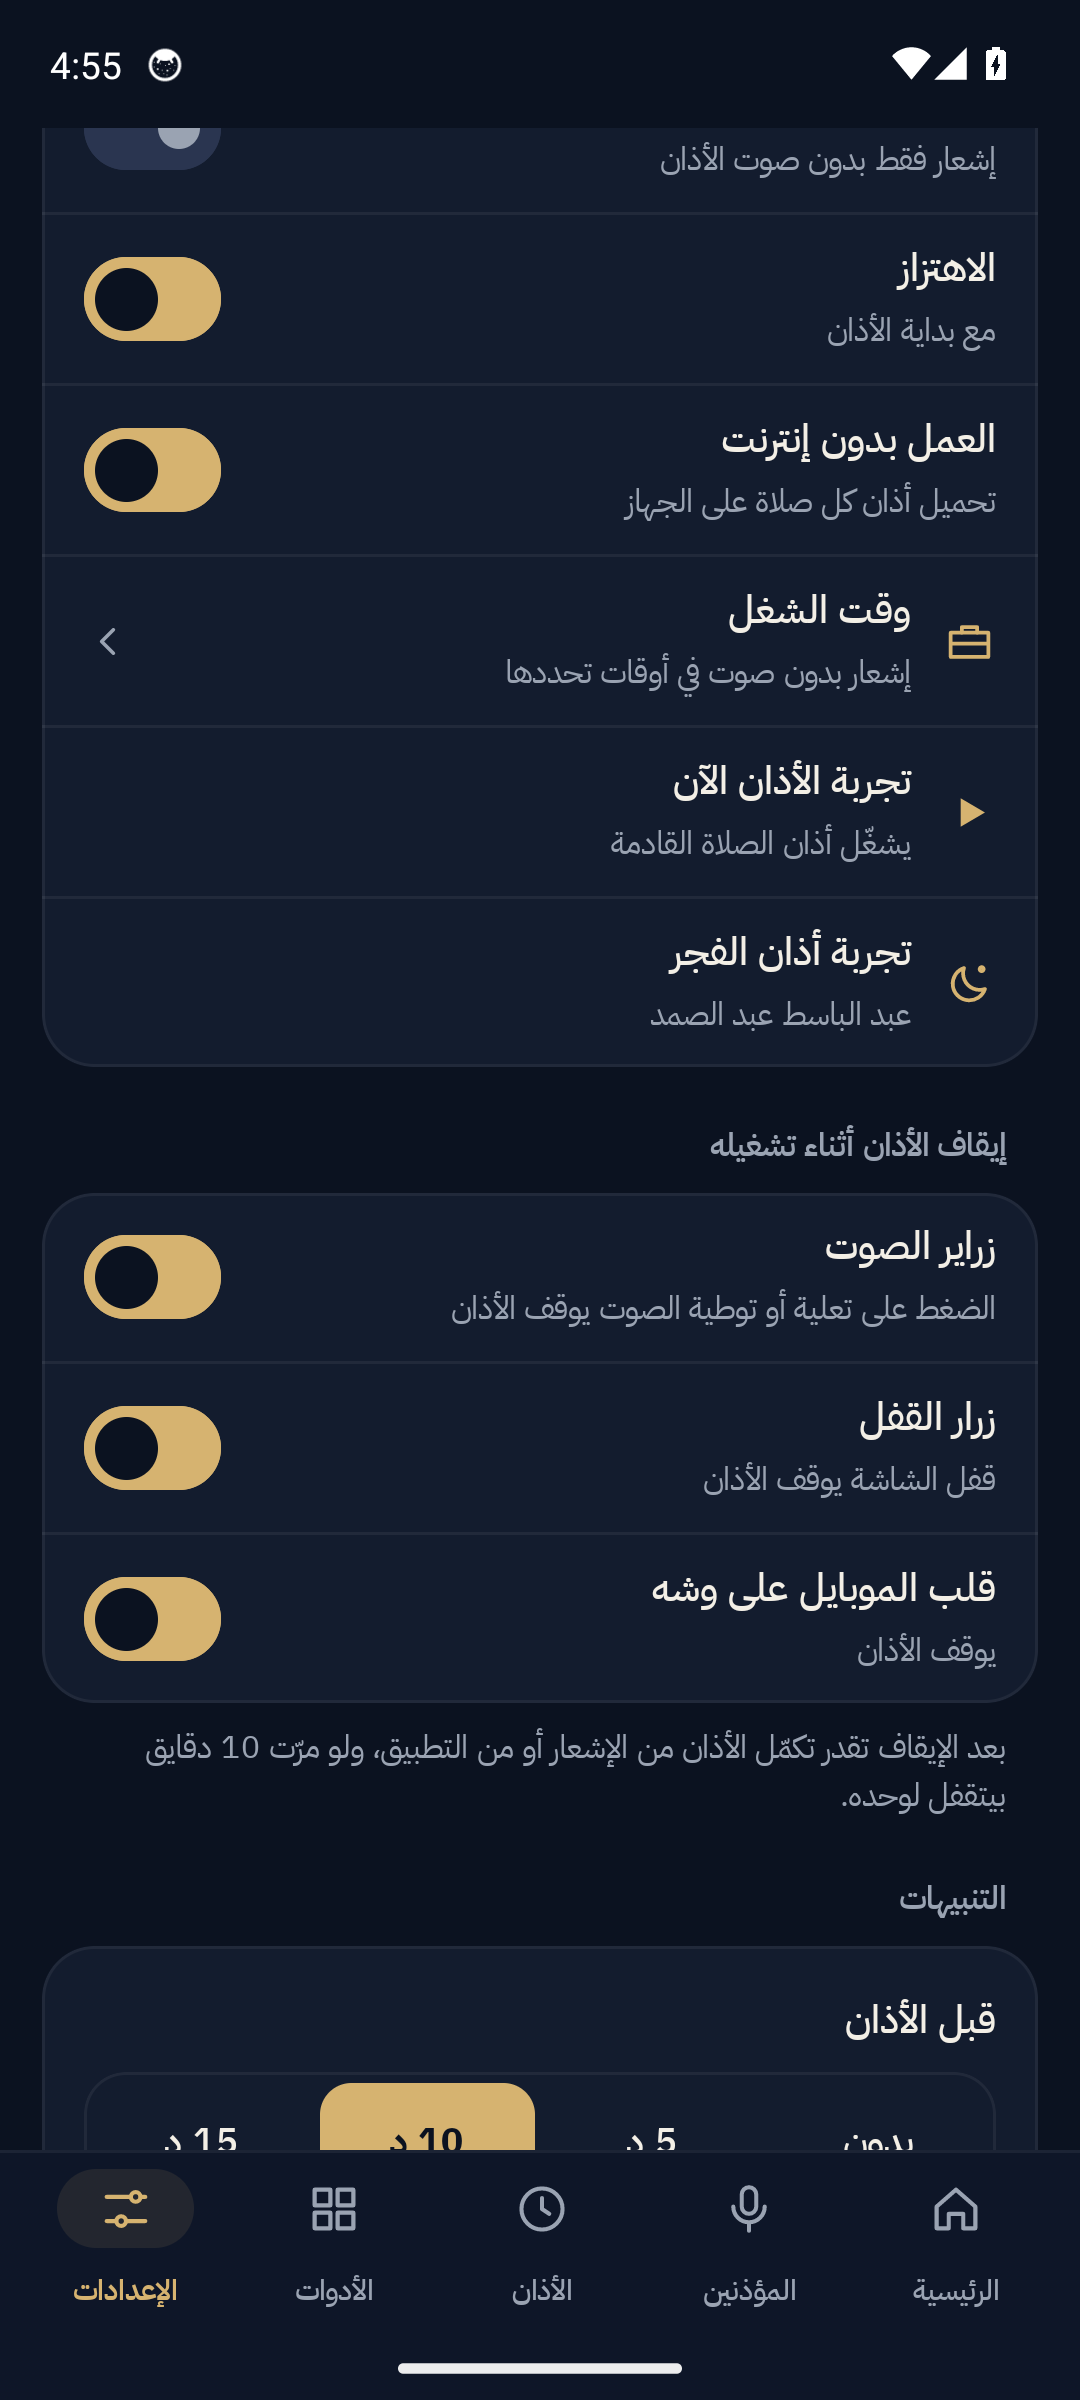 4:55
إشعار فقط بدون صوت الأذان
الاهتزاز
مع بداية الأذان
العمل بدون إنترنت
تحميل أذان كل صلاة على الجهاز
وقت الشغل
إشعار بدون صوت في أوقات تحددها
تجربة الأذان الآن
يشغّل أذان الصلاة القادمة
تجربة أذان الفجر
عبد الباسط عبد الصمد
إيقاف الأذان أثناء تشغيله
زراير الصوت
الضغط على تعلية أو توطية الصوت يوقف الأذان
زرار القفل
قفل الشاشة يوقف الأذان
قلب الموبايل على وشه
يوقف الأذان
بعد الإيقاف تقدر تكمّل الأذان من الإشعار أو من التطبيق، ولو مرّت 10 دقايق
بيتقفل لوحده.
التنبيهات
قبل الأذان
بدون 5 د 10 د 15 د
الرئيسية المؤذنين الأذان الأدوات الإعدادات